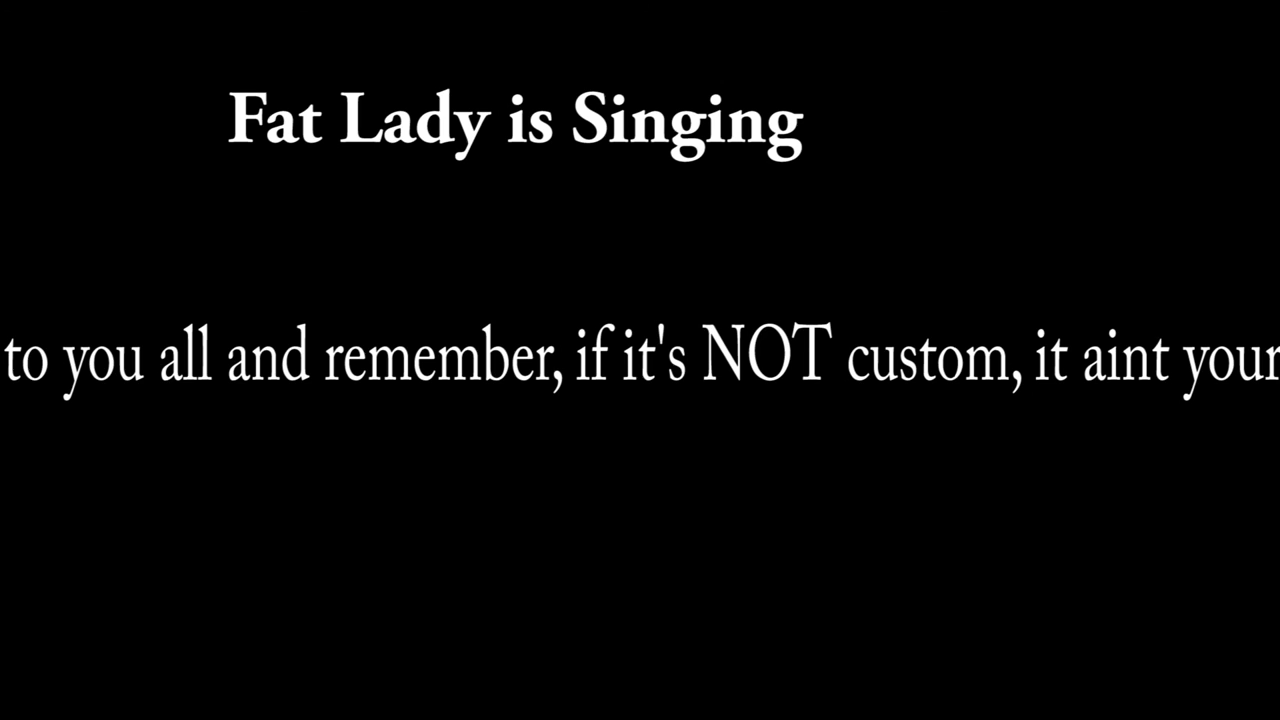 Fat Lady is Singing
to you all and remember, if it's NOT custom, it aint your